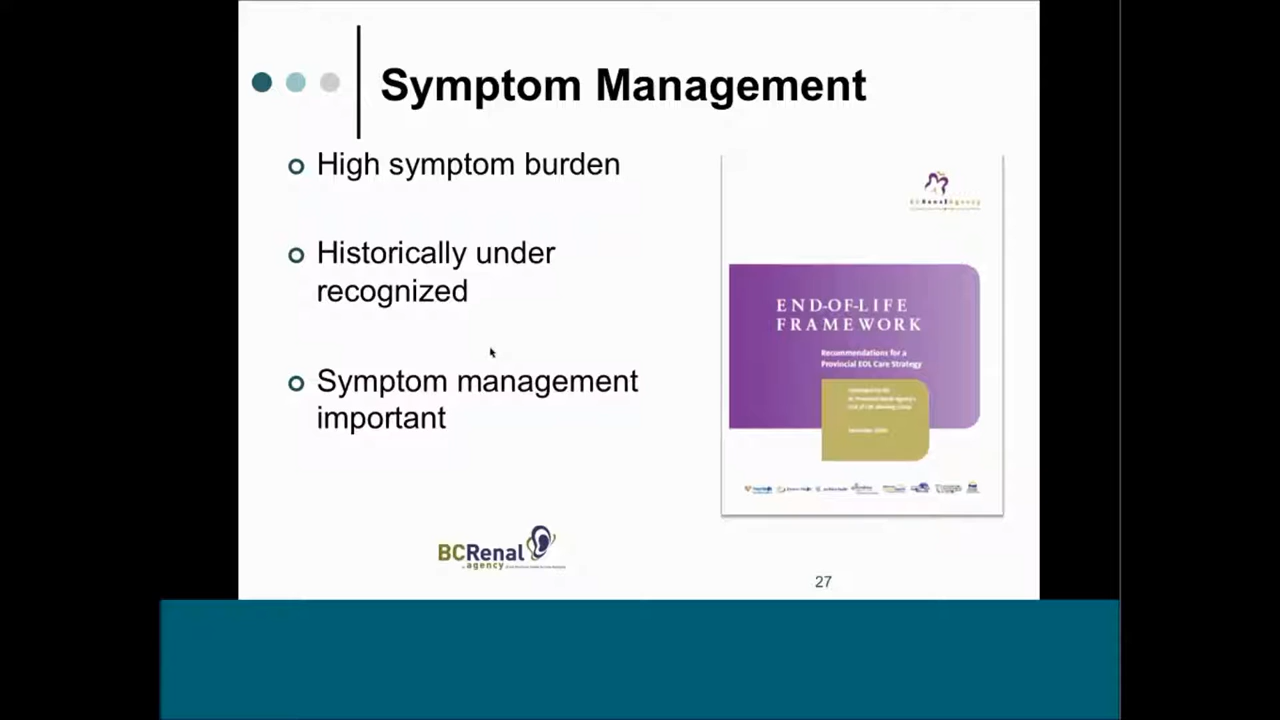 Symptom Management
High symptom burden
Historically under
recognized
Symptom management
important
BCRenalAgency
END-OF-LIFE
FRAMEWORK
Recommendations for a
Provincial EOL Care Strategy
BCRenal
agency
27